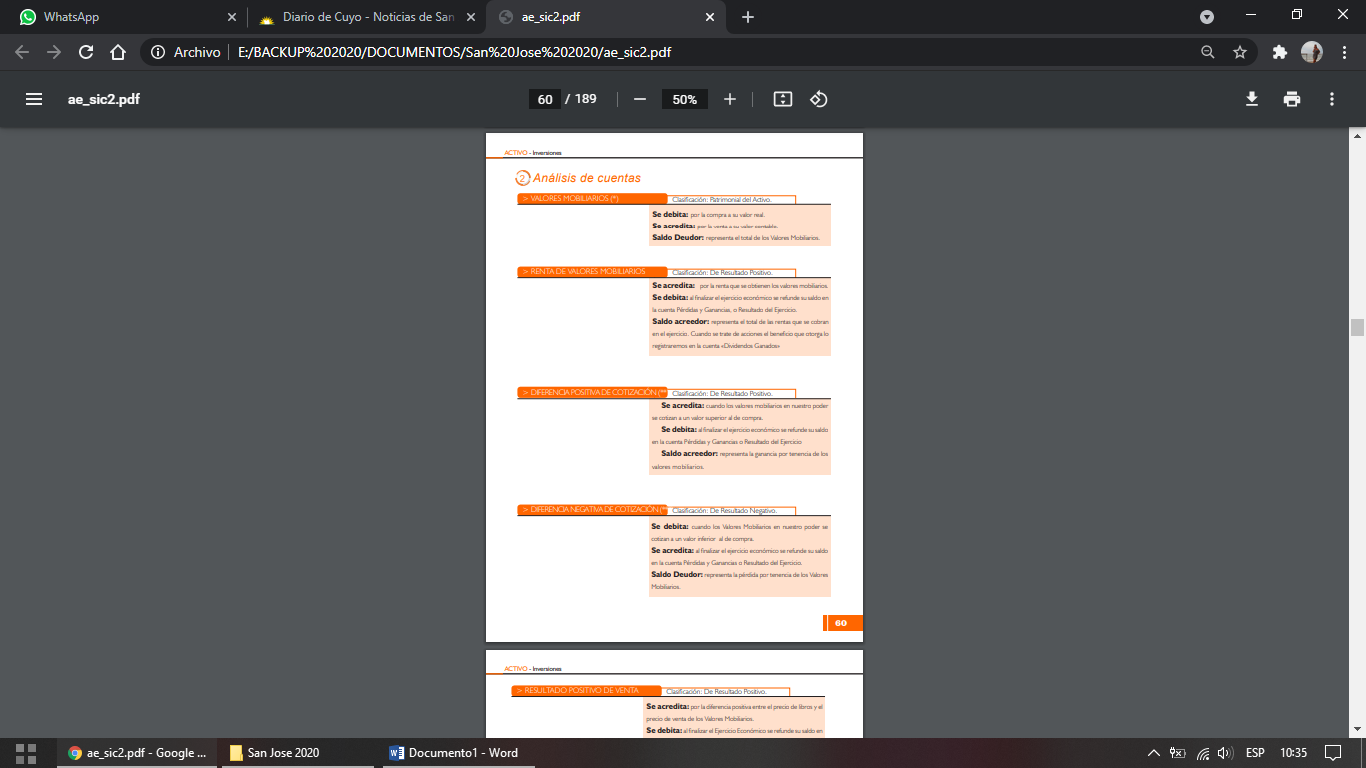 WhatsApp
Diario de Cuyo - Noticias de San
ae_sic2.pdf
Archivo
E:/BACKUP%202020/DOCUMENTOS/San%20Jose%202020/ae_sic2.pdf
ae_sic2.pdf
60 / 189
50%
ACTIVO - Inversiones
2 Análisis de cuentas
> VALORES MOBILIARIOS (*) Clasificación: Patrimonial del Activo.
Se debita: por la compra a su valor real.
Se acredita: por la venta a su valor contable.
Saldo Deudor: representa el total de los Valores Mobiliarios.
> RENTA DE VALORES MOBILIARIOS Clasificación: De Resultado Positivo.
Se acredita: por la renta que se obtienen los valores mobiliarios.
Se debita: al finalizar el ejercicio económico se refunde su saldo en
la cuenta Pérdidas y Ganancias, o Resultado del Ejercicio.
Saldo acreedor: representa el total de las rentas que se cobran
en el ejercicio. Cuando se trate de acciones el beneficio que otorga lo
registraremos en la cuenta «Dividendos Ganados»
> DIFERENCIA POSITIVA DE COTIZACIÓN (** Clasificación: De Resultado Positivo.
Se acredita: cuando los valores mobiliarios en nuestro poder
se cotizan a un valor superior al de compra.
Se debita: al finalizar el ejercicio económico se refunde su saldo
en la cuenta Pérdidas y Ganancias o Resultado del Ejercicio
Saldo acreedor: representa la ganancia por tenencia de los
valores mobiliarios.
> DIFERENCIA NEGATIVA DE COTIZACIÓN (** Clasificación: De Resultado Negativo.
Se debita: cuando los Valores Mobiliarios en nuestro poder se
cotizan a un valor inferior al de compra.
Se acredita: al finalizar el ejercicio económico se refunde su saldo
en la cuenta Pérdidas y Ganancias o Resultado del Ejercicio.
Saldo Deudor: representa la pérdida por tenencia de los Valores
Mobiliarios.
60
ACTIVO - Inversiones
> RESULTADO POSITIVO DE VENTA Clasificación: De Resultado Positivo.
Se acredita: por la diferencia positiva entre el precio de libros y el
precio de venta de los Valores Mobiliarios.
Se debita: al finalizar el Ejercicio Económico se refunde su saldo en
ae_sic2.pdf - Google ...
San Jose 2020
Documento1 - Word
ESP
10:35